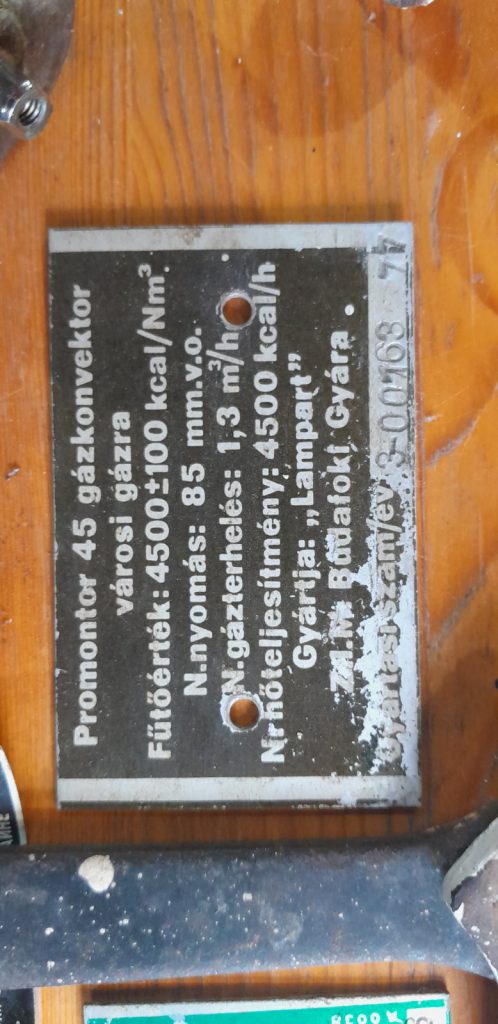 Promontor 45 gázkonvektor
városi gázra
Fűtőérték: 4500±100 kcal/Nm³
N.nyomás: 85 mm.v.o.
N.gázterhelés: 1,3 m³/h
N. hőteljesítmény: 4500 kcal/h
Gyártja: „Lampart”
Z.I.M. Budafoki Gyára.
Gyártási szám/év 3-00168 77